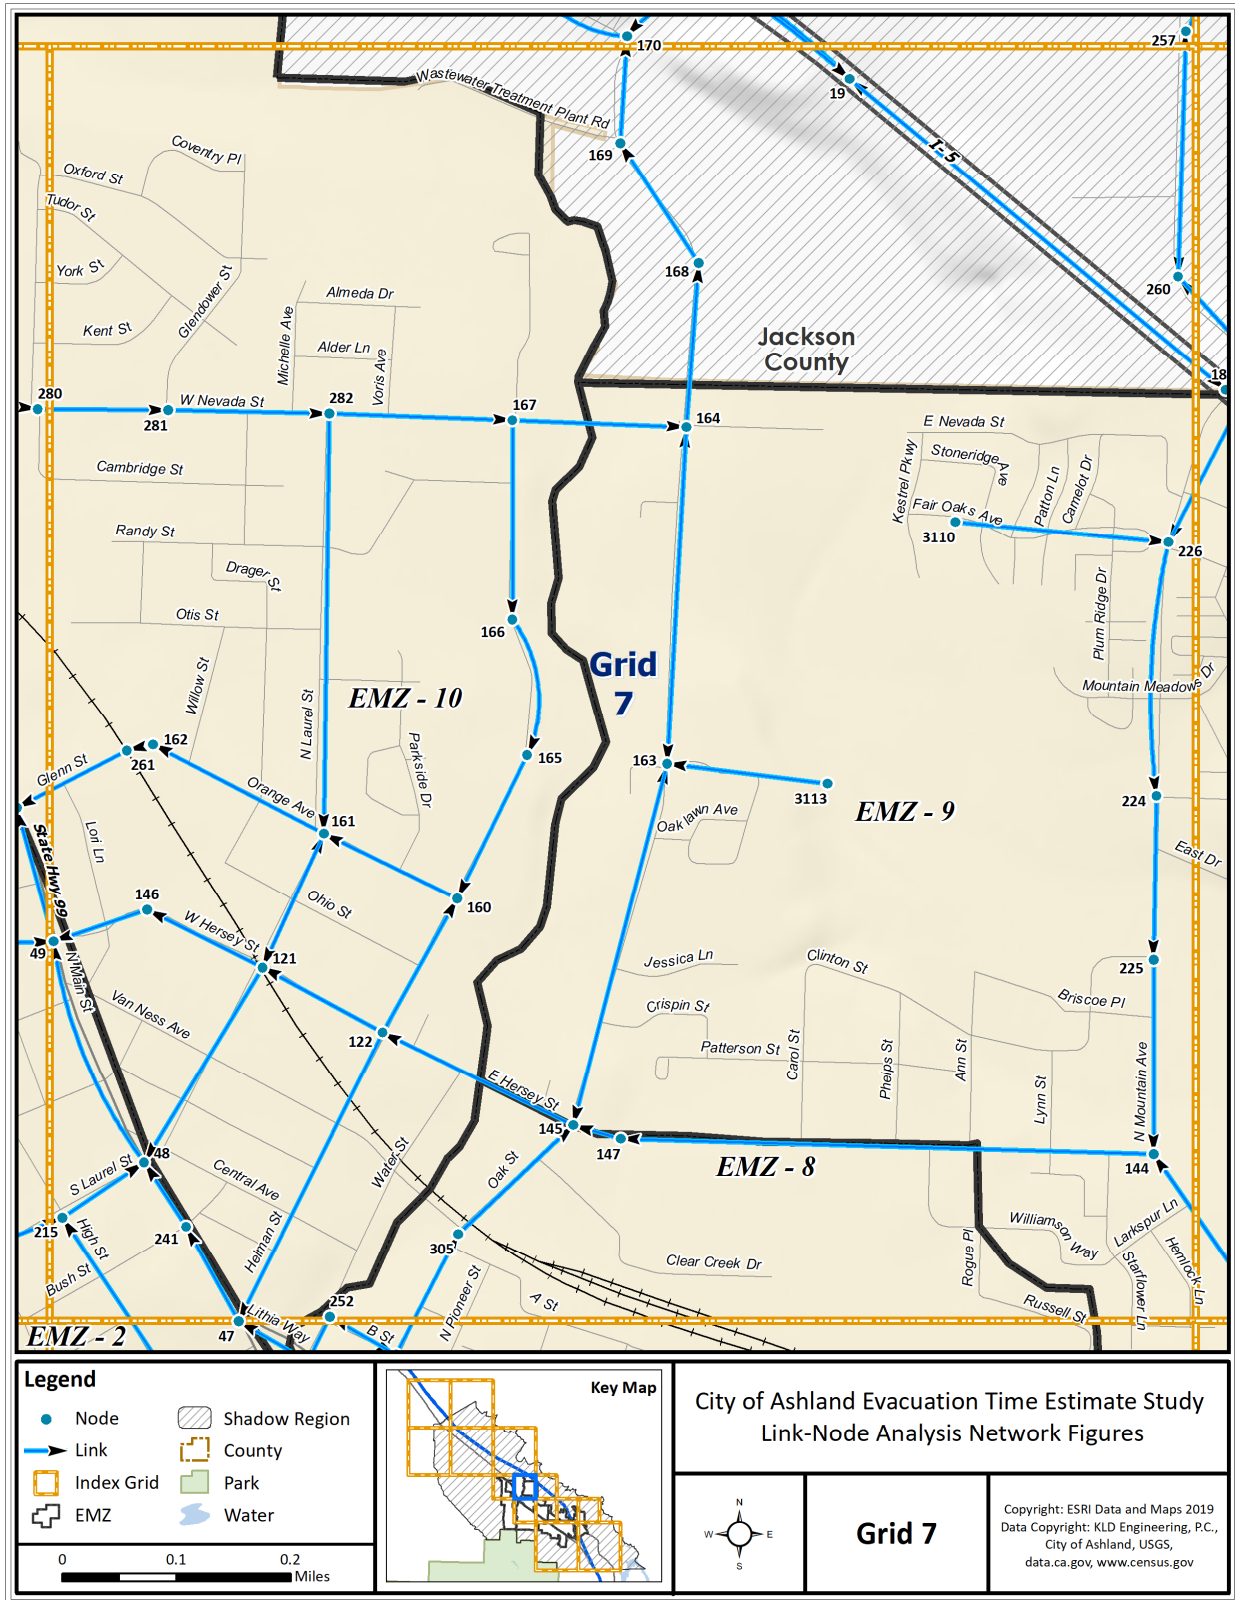 170
257
Wastewater Treatment Plant Rd
19
169
I-5
Coventry Pl
Oxford St
Tudor St
York St
Glendower St
Kent St
168
260
Almeda Dr
Michelle Ave
Alder Ln
Voris Ave
Jackson
County
18
280
W Nevada St
281
282
167
164
E Nevada St
Stoneridge Ave
Kestrel Pkwy
Patton Ln
Camelot Dr
Cambridge St
Fair Oaks Ave
3110
226
Randy St
Drager St
Otis St
166
Plum Ridge Dr
Grid
7
Willow St
EMZ - 10
N Laurel St
Mountain Meadows Dr
162
261
Glenn St
Parkside Dr
165
163
3113
EMZ - 9
224
Orange Ave
161
Oaklawn Ave
State Hwy 99
Lori Ln
East Dr
146
Ohio St
160
W Hersey St
49
121
N Main St
Jessica Ln
Clinton St
225
Van Ness Ave
Crispin St
Briscoe Pl
122
Patterson St
Carol St
Phelps St
Ann St
Lynn St
N Mountain Ave
E Hersey St
145
147
EMZ - 8
144
48
S Laurel St
Central Ave
Water St
Oak St
215
High St
241
Heiman St
305
Bush St
Clear Creek Dr
Rogue Pl
Williamson Way
Larkspur Ln
Starflower Ln
Hemlock Ln
Russell St
N Pioneer St
A St
252
47
Lithia Way
B St
EMZ - 2
Legend
Node
Link
Index Grid
EMZ
Shadow Region
County
Park
Water
0 0.1 0.2
Miles
Key Map
City of Ashland Evacuation Time Estimate Study
Link-Node Analysis Network Figures
N
W E
S
Grid 7
Copyright: ESRI Data and Maps 2019
Data Copyright: KLD Engineering, P.C.,
City of Ashland, USGS,
data.ca.gov, www.census.gov